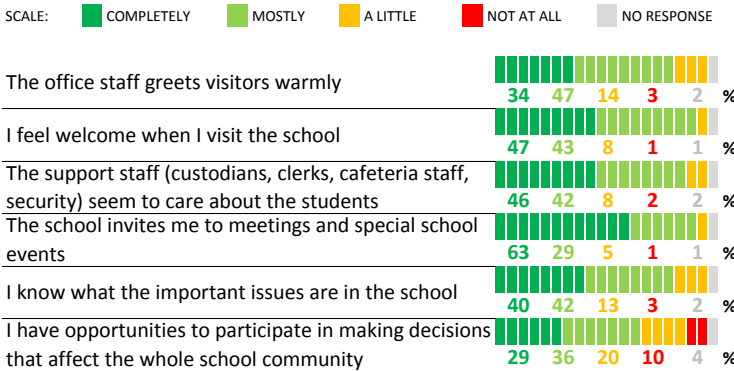 SCALE: COMPLETELY MOSTLY A LITTLE NOT AT ALL NO RESPONSE
The office staff greets visitors warmly
34 47 14 3 2 %
I feel welcome when I visit the school
47 43 8 1 1 %
The support staff (custodians, clerks, cafeteria staff,
security) seem to care about the students
46 42 8 2 2 %
The school invites me to meetings and special school
events
63 29 5 1 1 %
I know what the important issues are in the school
40 42 13 3 2 %
I have opportunities to participate in making decisions
that affect the whole school community
29 36 20 10 4 %